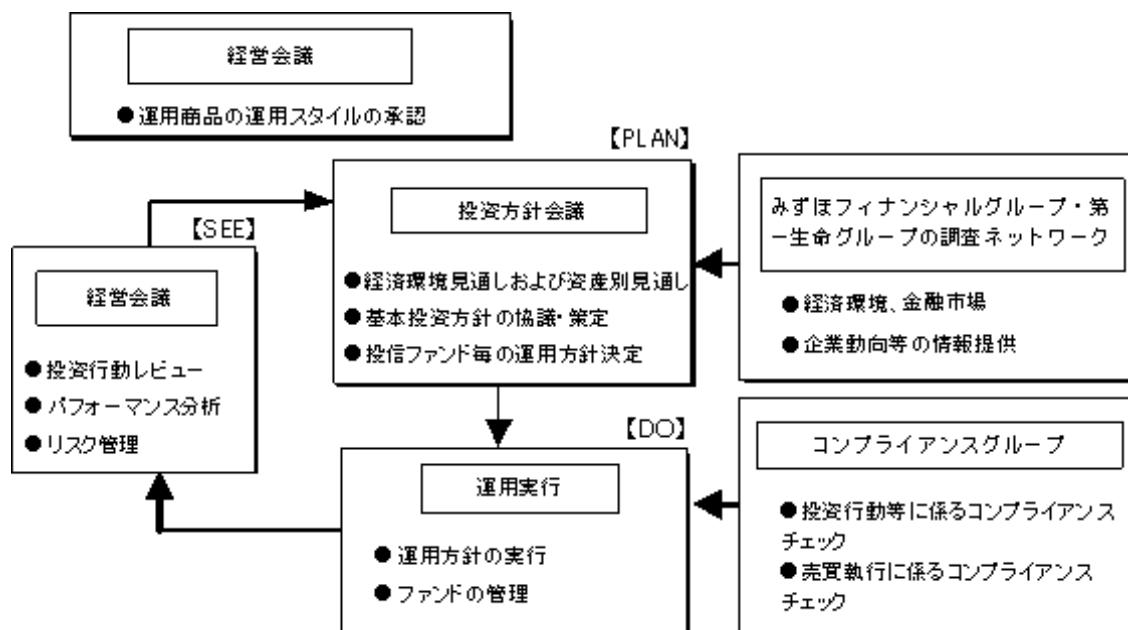 経営会議
●運用商品の運用スタイルの承認
【PLAN】
投資方針会議
●経済環境見通しおよび資産別見通し
●基本投資方針の協議・策定
●投信ファンド毎の運用方針決定
みずほフィナンシャルグループ・第
一生命グループの調査ネットワーク
●経済環境、金融市場
●企業動向等の情報提供
【SEE】
経営会議
●投資行動レビュー
●パフォーマンス分析
●リスク管理
【DO】
運用実行
●運用方針の実行
●ファンドの管理
コンプライアンスグループ
●投資行動等に係るコンプライアンス
チェック
●売買執行に係るコンプライアンス
チェック